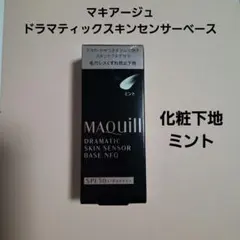 マキアージュ
ドラマティックスキンセンサーベース
ミント
MAQuill
DRAMATIC
SKIN SENSOR
BASE NEO
SPF50+
化粧下地
ミント